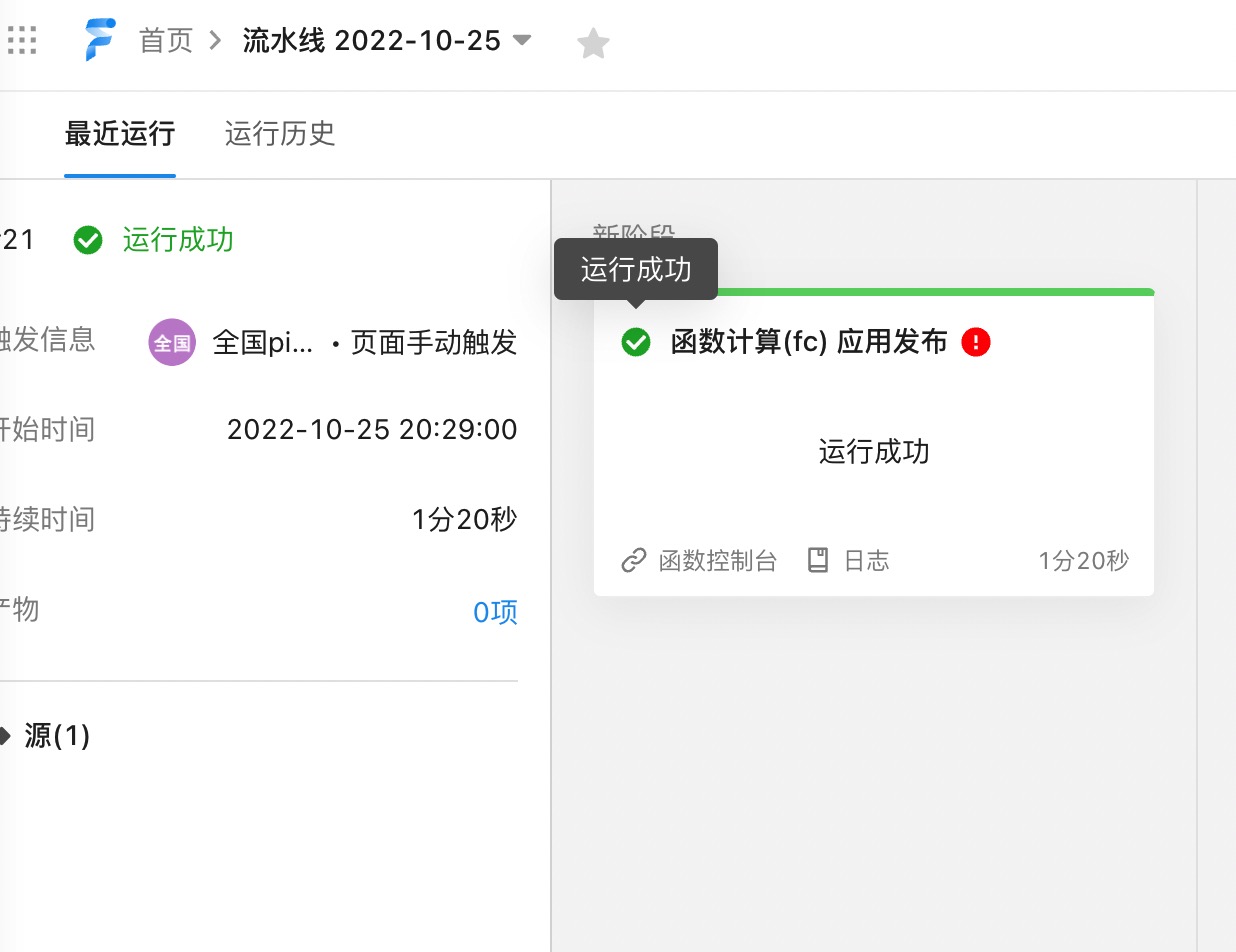 首页 > 流水线 2022-10-25
最近运行 运行历史
21 运行成功
触发信息 全国 全国pi... · 页面手动触发
开始时间 2022-10-25 20:29:00
持续时间 1分20秒
产物 0项
源(1)
新阶段
运行成功
函数计算(fc) 应用发布
运行成功
函数控制台 日志 1分20秒